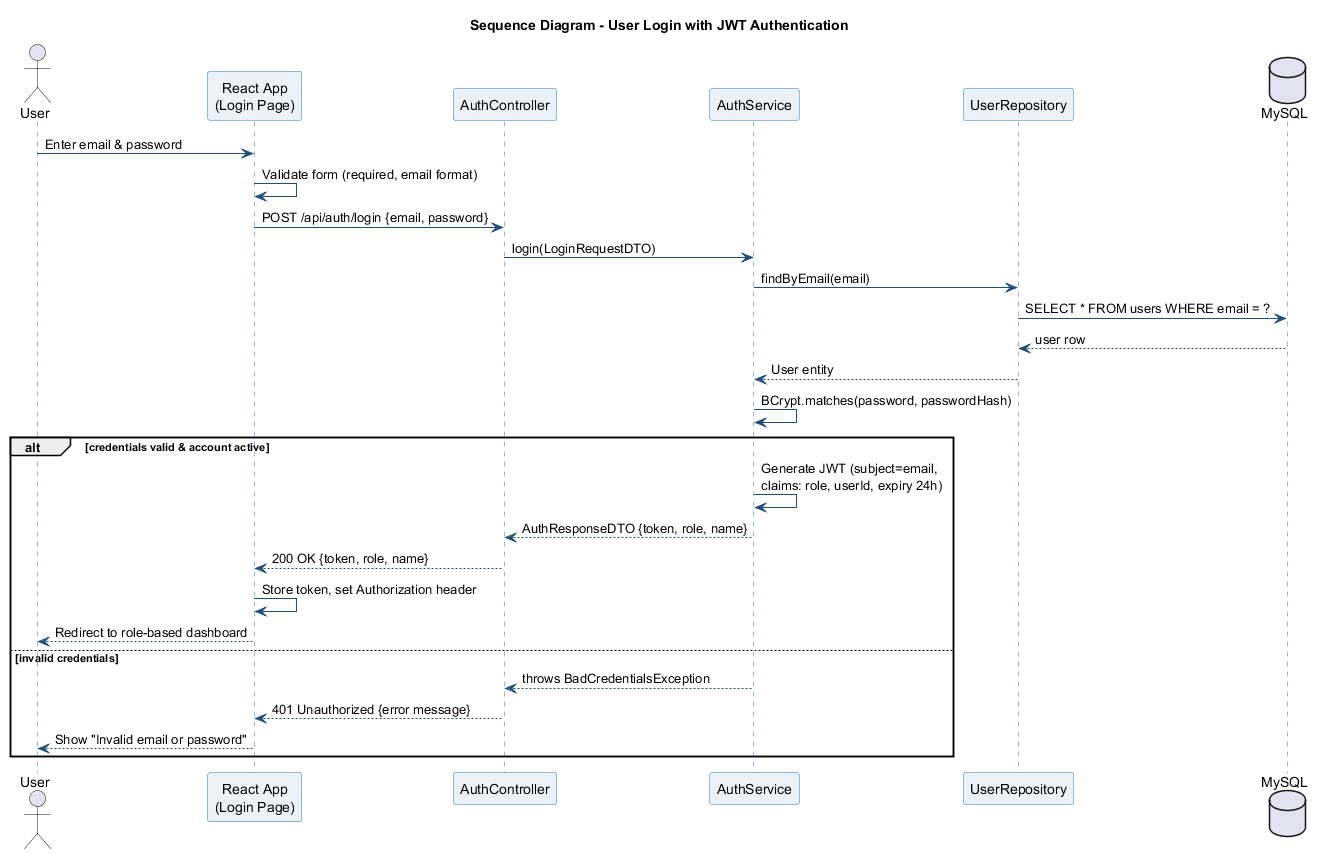 Sequence Diagram - User Login with JWT Authentication
User
React App
(Login Page)
AuthController
AuthService
UserRepository
MySQL
Enter email & password
Validate form (required, email format)
POST /api/auth/login {email, password}
login(LoginRequestDTO)
findByEmail(email)
SELECT * FROM users WHERE email = ?
user row
User entity
BCrypt.matches(password, passwordHash)
alt
[credentials valid & account active]
Generate JWT (subject=email,
claims: role, userId, expiry 24h)
AuthResponseDTO {token, role, name}
200 OK {token, role, name}
Store token, set Authorization header
Redirect to role-based dashboard
[invalid credentials]
throws BadCredentialsException
401 Unauthorized {error message}
Show "Invalid email or password"
User
React App
(Login Page)
AuthController
AuthService
UserRepository
MySQL